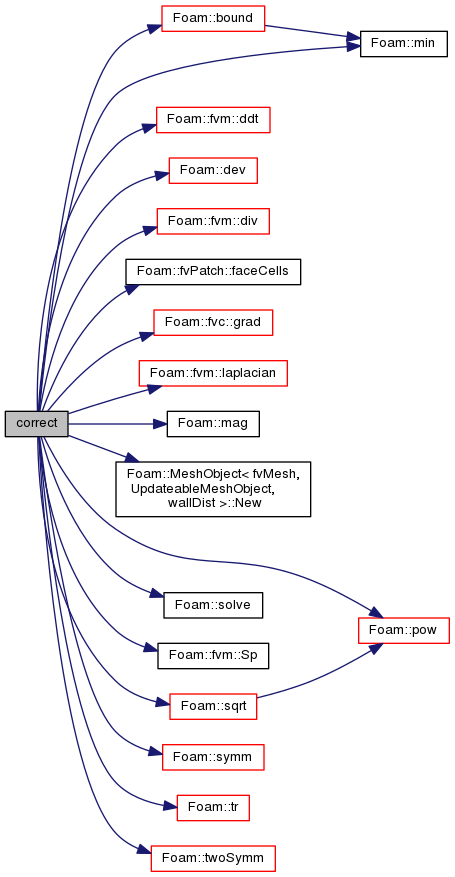 Foam::bound
Foam::min
Foam::fvm::ddt
Foam::dev
Foam::fvm::div
Foam::fvPatch::faceCells
Foam::fvc::grad
Foam::fvm::laplacian
correct
Foam::mag
Foam::MeshObject< fvMesh,
UpdateableMeshObject,
wallDist >::New
Foam::solve
Foam::pow
Foam::fvm::Sp
Foam::sqrt
Foam::symm
Foam::tr
Foam::twoSymm